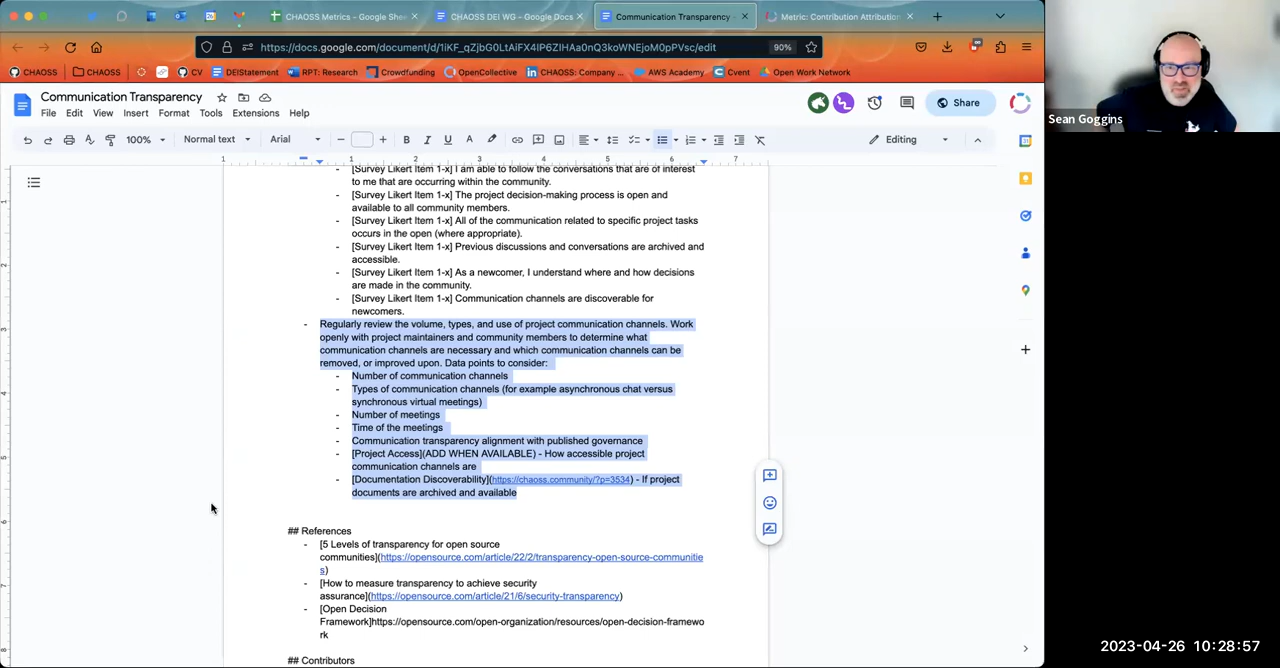 CHAOSS Metrics - Google She
CHAOSS DEI WG - Google Docs
Communication Transparency -
Metric: Contribution Attribution
https://docs.google.com/document/d/1iKF_qZjbG0LtAiFX4lP6ZIHAa0nQ3koWNEjoM0pPVsc/edit
90%
CHAOSS
CHAOSS
CV
DEIStatement
RPT: Research
Crowdfunding
OpenCollective
CHAOSS: Company ...
AWS Academy
Cvent
Open Work Network
Communication Transparency
File Edit View Insert Format Tools Extensions Help
Share
100%
Normal text
Arial
Editing
1 1 2 3 4 5 6 7
- [Survey Likert Item 1-x] I am able to follow the conversations that are of interest
to me that are occurring within the community.
- [Survey Likert Item 1-x] The project decision-making process is open and
available to all community members.
- [Survey Likert Item 1-x] All of the communication related to specific project tasks
occurs in the open (where appropriate).
- [Survey Likert Item 1-x] Previous discussions and conversations are archived and
accessible.
- [Survey Likert Item 1-x] As a newcomer, I understand where and how decisions
are made in the community.
- [Survey Likert Item 1-x] Communication channels are discoverable for
newcomers.
- Regularly review the volume, types, and use of project communication channels. Work
openly with project maintainers and community members to determine what
communication channels are necessary and which communication channels can be
removed, or improved upon. Data points to consider:
- Number of communication channels
- Types of communication channels (for example asynchronous chat versus
synchronous virtual meetings)
- Number of meetings
- Time of the meetings
- Communication transparency alignment with published governance
- [Project Access](ADD WHEN AVAILABLE) - How accessible project
communication channels are
- [Documentation Discoverability](https://chaoss.community/?p=3534) - If project
documents are archived and available
## References
- [5 Levels of transparency for open source
communities](https://opensource.com/article/22/2/transparency-open-source-communitie
s)
- [How to measure transparency to achieve security
assurance](https://opensource.com/article/21/6/security-transparency)
- [Open Decision
Framework]https://opensource.com/open-organization/resources/open-decision-framewo
rk
## Contributors
Sean Goggins
2023-04-26 10:28:57